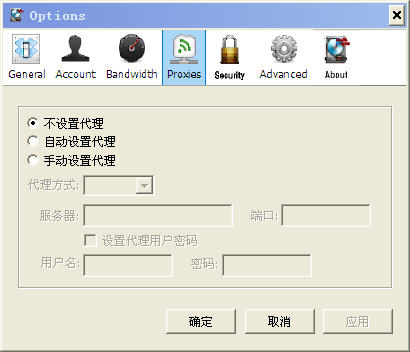 Options
General Account Bandwidth Proxies Security Advanced About
不设置代理
自动设置代理
手动设置代理
代理方式:
服务器: 端口:
设置代理用户密码
用户名: 密码:
确定 取消 应用